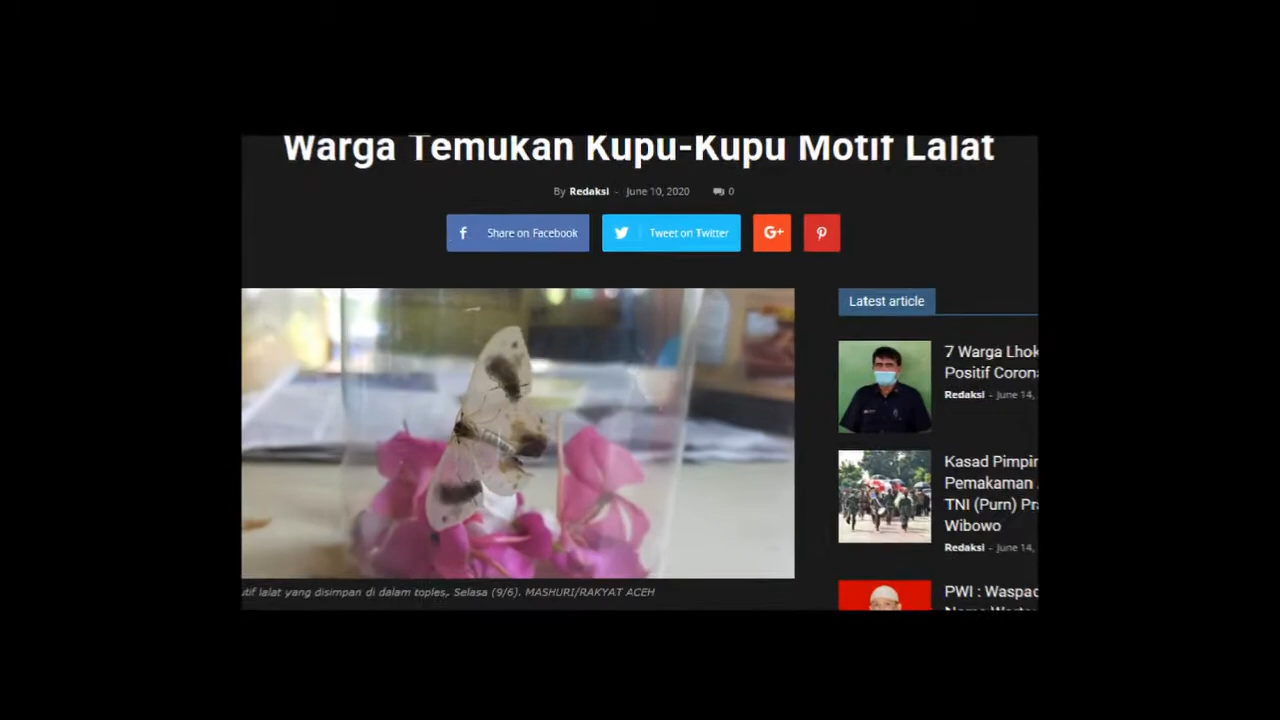 Warga Temukan Kupu-Kupu Motif Lalat
By Redaksi - June 10, 2020 0
Share on Facebook
Tweet on Twitter
G+
Latest article
7 Warga Lhok
Positif Coron
Redaksi - June 14,
Kasad Pimpin
Pemakaman
TNI (Purn) Pra
Wibowo
Redaksi - June 14,
PWI : Waspad
tif lalat yang disimpan di dalam toples, Selasa (9/6). MASHURI/RAKYAT ACEH